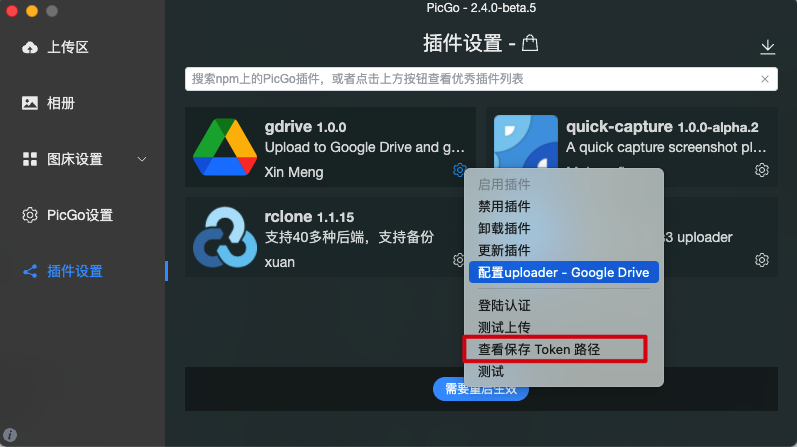 PicGo - 2.4.0-beta.5
上传区
相册
图床设置
PicGo设置
插件设置
插件设置 -
搜索npm上的PicGo插件，或者点击上方按钮查看优秀插件列表
gdrive 1.0.0
Upload to Google Drive and g...
Xin Meng
quick-capture 1.0.0-alpha.2
A quick capture screenshot pl...
rclone 1.1.15
支持40多种后端，支持备份
xuan
s3 uploader
启用插件
禁用插件
卸载插件
更新插件
配置uploader - Google Drive
登陆认证
测试上传
查看保存 Token 路径
测试
需要重启生效